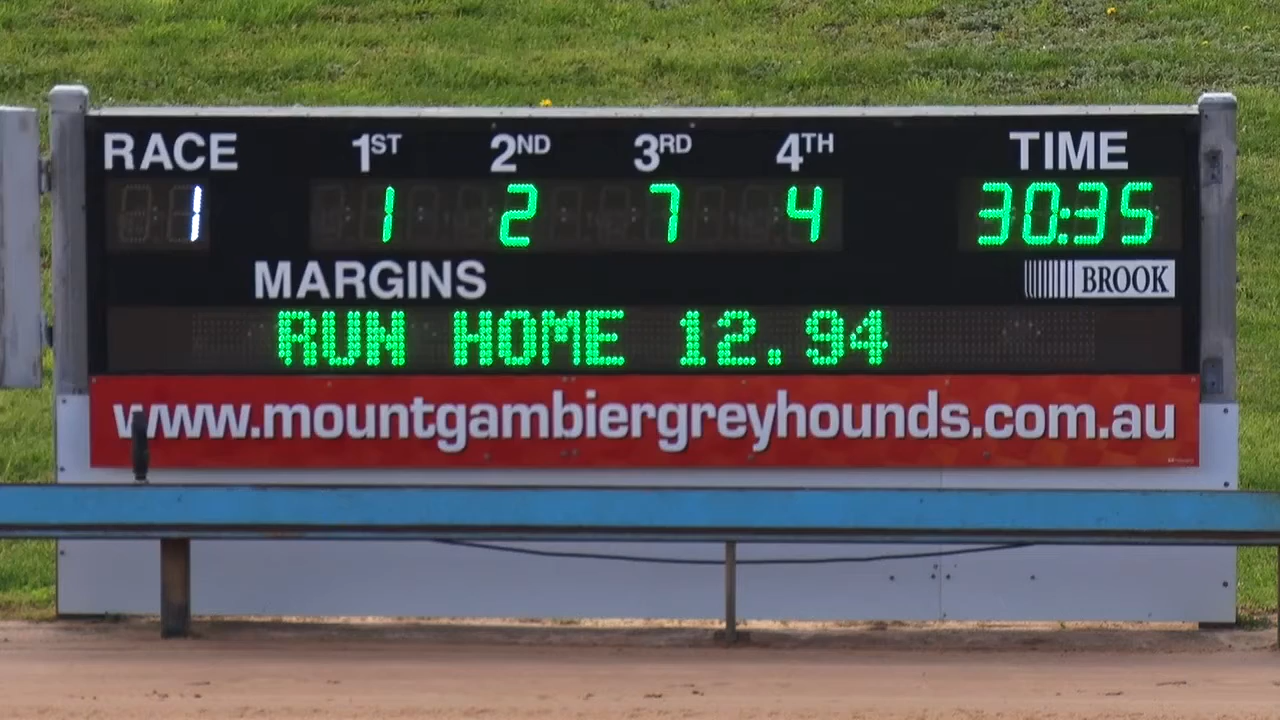 RACE 1ST 2ND 3RD 4TH TIME
1 1 2 7 4 30:35
MARGINS BROOK
RUN HOME 12.94
www.mountgambiergreyhounds.com.au